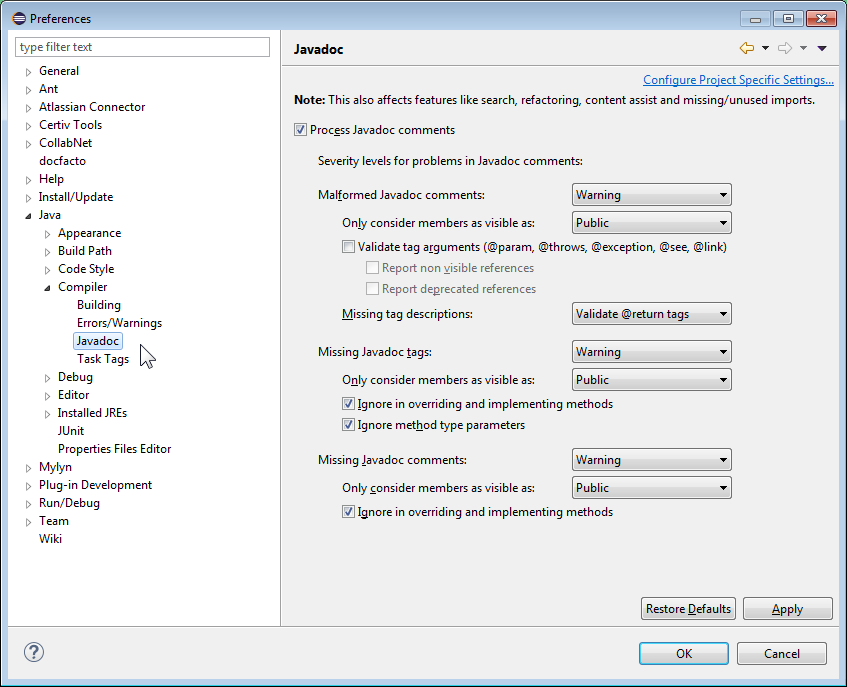 Preferences
type filter text
General
Ant
Atlassian Connector
Certiv Tools
CollabNet
docfacto
Help
Install/Update
Java
Appearance
Build Path
Code Style
Compiler
Building
Errors/Warnings
Javadoc
Task Tags
Debug
Editor
Installed JREs
JUnit
Properties Files Editor
Mylyn
Plug-in Development
Run/Debug
Team
Wiki
Javadoc
Configure Project Specific Settings...
Note: This also affects features like search, refactoring, content assist and missing/unused imports.
Process Javadoc comments
Severity levels for problems in Javadoc comments:
Malformed Javadoc comments: Warning
Only consider members as visible as: Public
Validate tag arguments (@param, @throws, @exception, @see, @link)
Report non visible references
Report deprecated references
Missing tag descriptions: Validate @return tags
Missing Javadoc tags: Warning
Only consider members as visible as: Public
Ignore in overriding and implementing methods
Ignore method type parameters
Missing Javadoc comments: Warning
Only consider members as visible as: Public
Ignore in overriding and implementing methods
Restore Defaults Apply
? OK Cancel